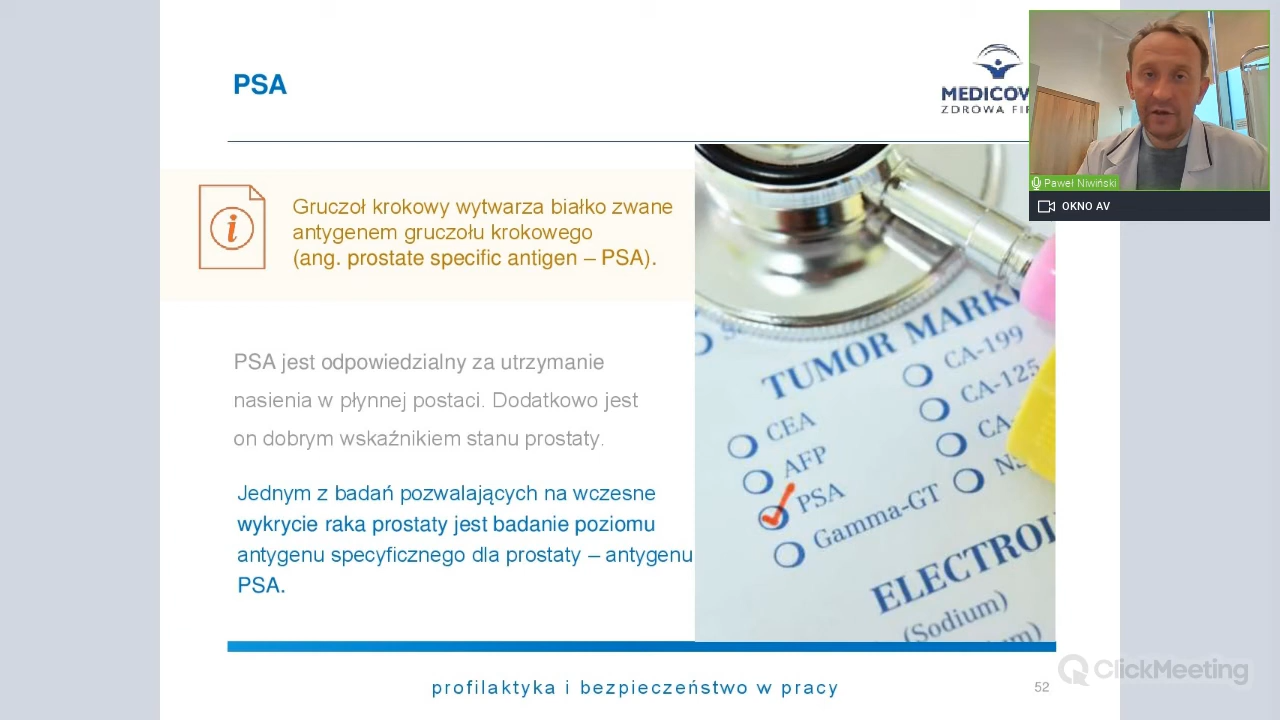 PSA
MEDICOV
ZDROWA FIR
Paweł Niwiński
OKNO AV
Gruczoł krokowy wytwarza białko zwane
antygenem gruczołu krokowego
(ang. prostate specific antigen – PSA).
PSA jest odpowiedzialny za utrzymanie
nasienia w płynnej postaci. Dodatkowo jest
on dobrym wskaźnikiem stanu prostaty.
Jednym z badań pozwalających na wczesne
wykrycie raka prostaty jest badanie poziomu
antygenu specyficznego dla prostaty – antygenu
PSA.
TUMOR MARK
CEA
AFP
PSA
Gamma-GT
CA-199
CA-125
CA-
ELECTROL
(Sodium)
profilaktyka i bezpieczeństwo w pracy
52
ClickMeeting